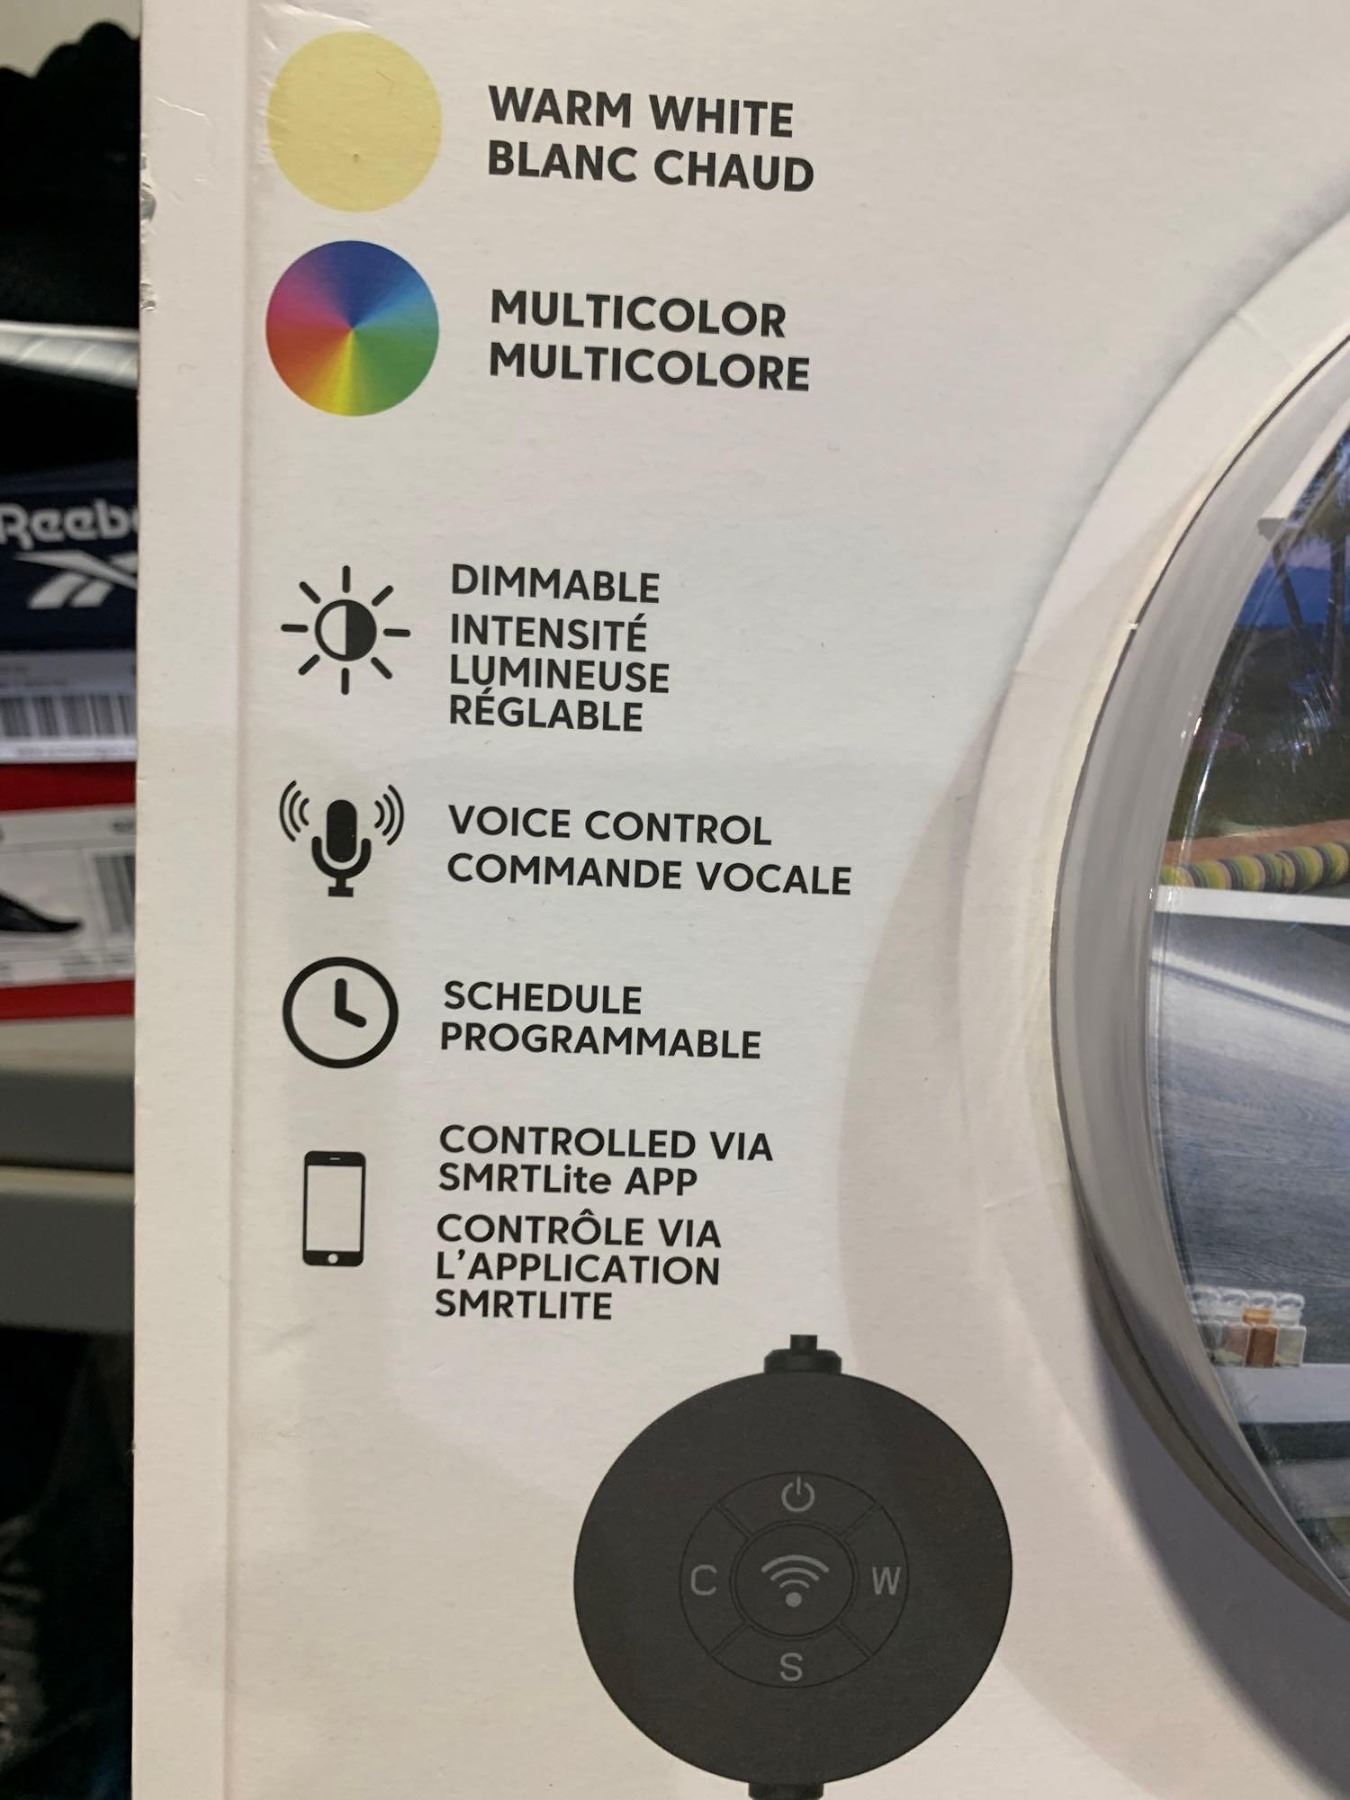 WARM WHITE
BLANC CHAUD
MULTICOLOR
MULTICOLORE
DIMMABLE
INTENSITÉ
LUMINEUSE
RÉGLABLE
VOICE CONTROL
COMMANDE VOCALE
SCHEDULE
PROGRAMMABLE
CONTROLLED VIA
SMRTLite APP
CONTRÔLE VIA
L'APPLICATION
SMRTLITE
C
W
S